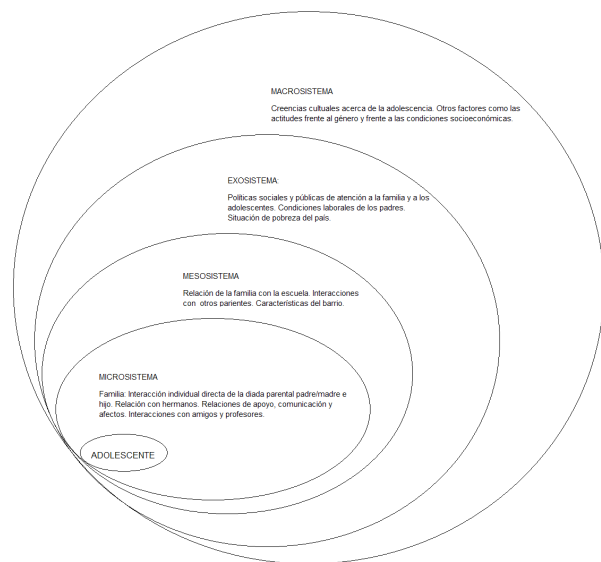 MACROSISTEMA
Creencias cultuales acerca de la adolescencia. Otros factores como las
actitudes frente al género y frente a las condiciones socioeconómicas.
EXOSISTEMA:
Políticas sociales y públicas de atención a la familia y a los
adolescentes. Condiciones laborales de los padres.
Situación de pobreza del país.
MESOSISTEMA
Relación de la familia con la escuela. Interacciones
con otros parientes. Características del barrio.
MICROSISTEMA
Familia: Interacción individual directa de la diada parental padre/madre e
hijo. Relación con hermanos. Relaciones de apoyo, comunicación y
afectos. Interacciones con amigos y profesores.
ADOLESCENTE